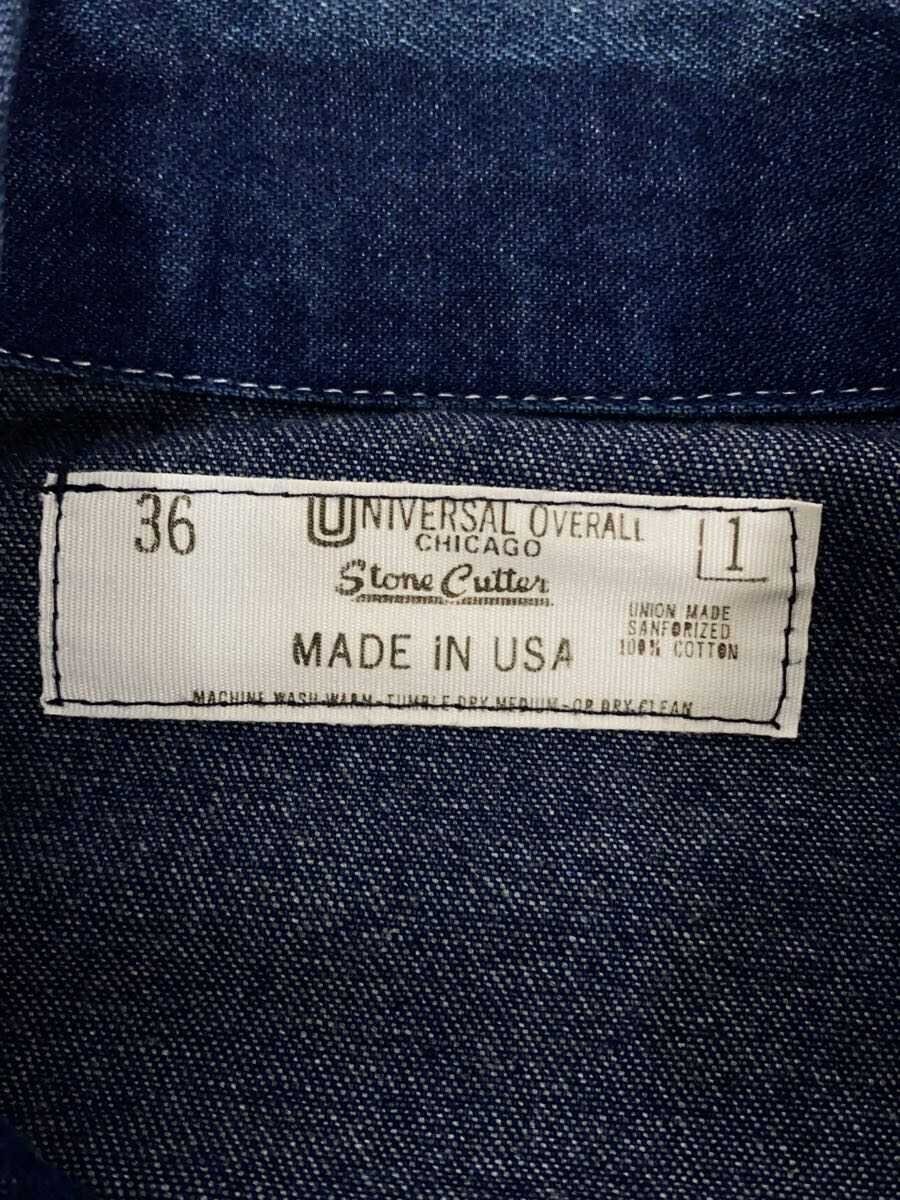 36
UNIVERSAL OVERALL
CHICAGO
Stone Cutter
1
MADE iN USA
UNION MADE
SANFORIZED
100% COTTON
MACHINE WASH WARM-TUMBLE DRY MEDIUM-OR DRY CLEAN